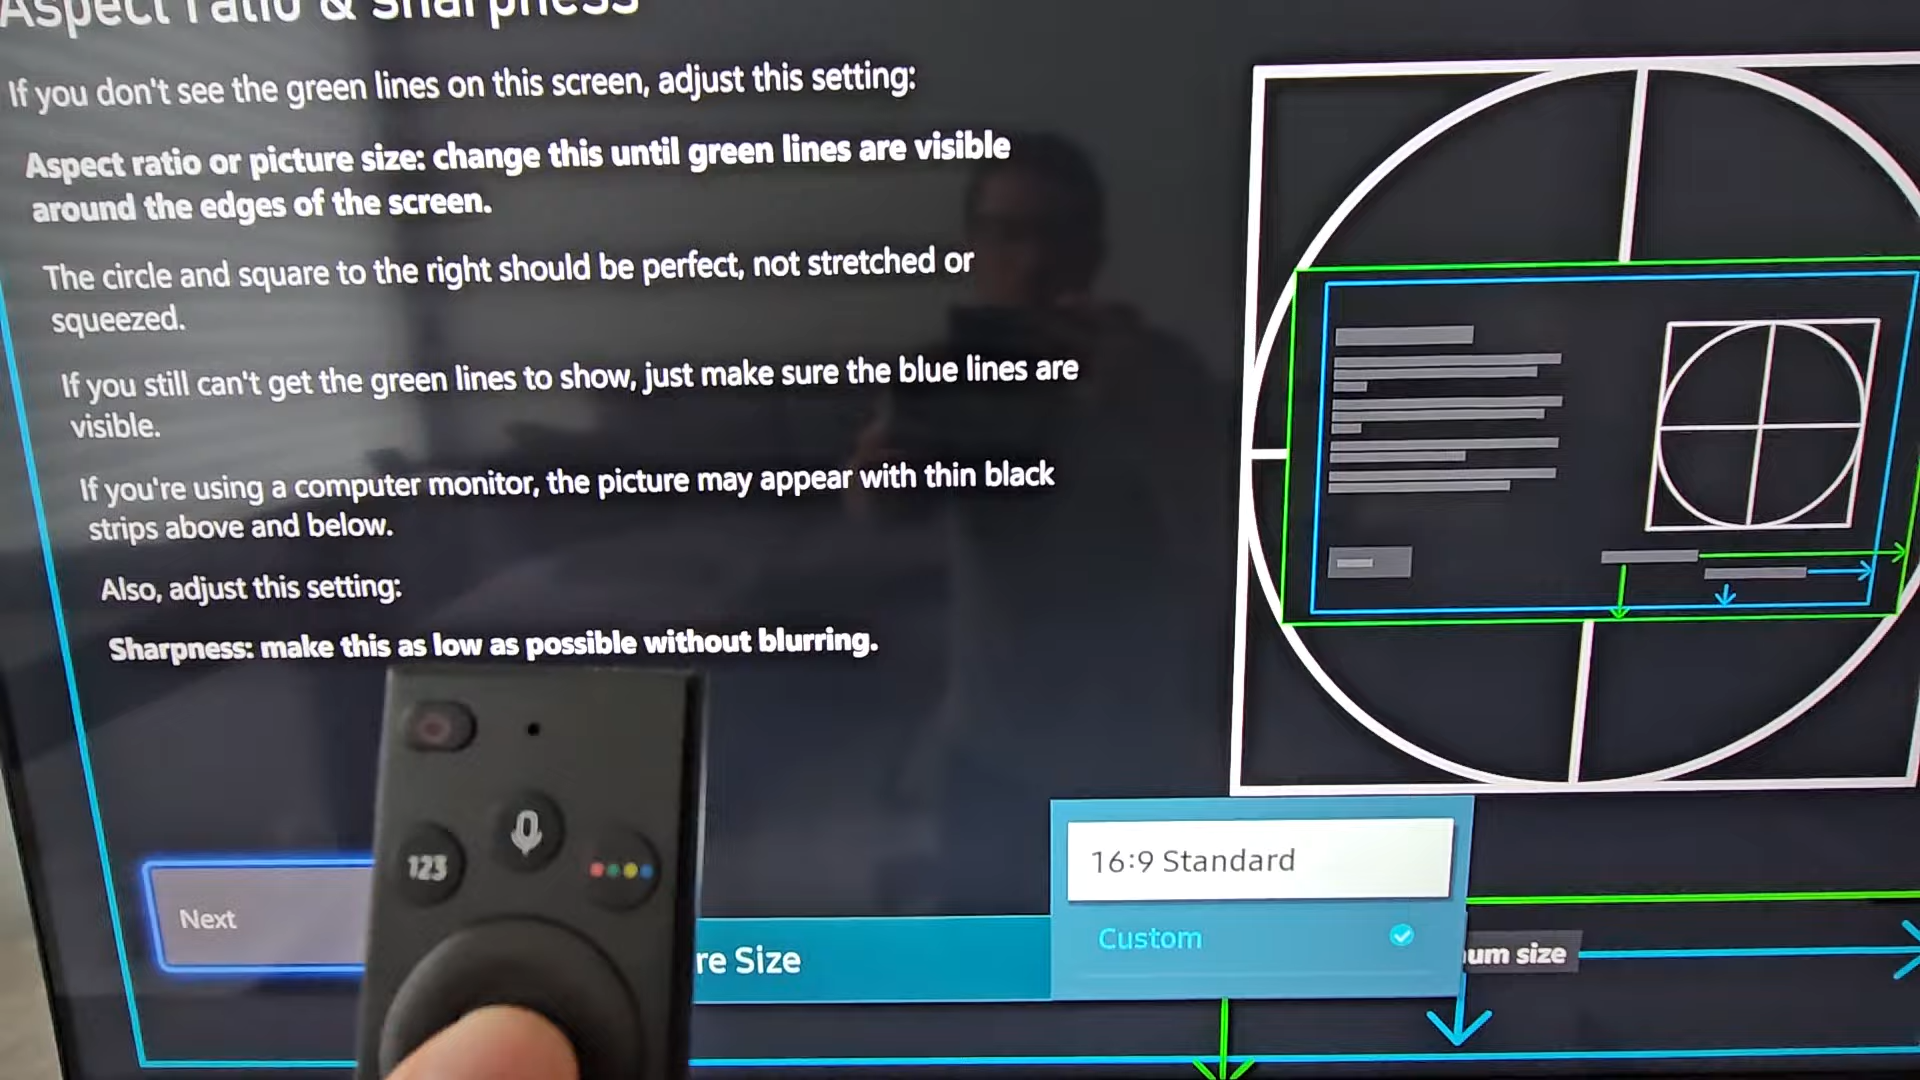 Aspect ratio & sharpness
If you don't see the green lines on this screen, adjust this setting:
Aspect ratio or picture size: change this until green lines are visible
around the edges of the screen.
The circle and square to the right should be perfect, not stretched or
squeezed.
If you still can't get the green lines to show, just make sure the blue lines are
visible.
If you're using a computer monitor, the picture may appear with thin black
strips above and below.
Also, adjust this setting:
Sharpness: make this as low as possible without blurring.
123
16:9 Standard
Next
re Size
Custom
um size